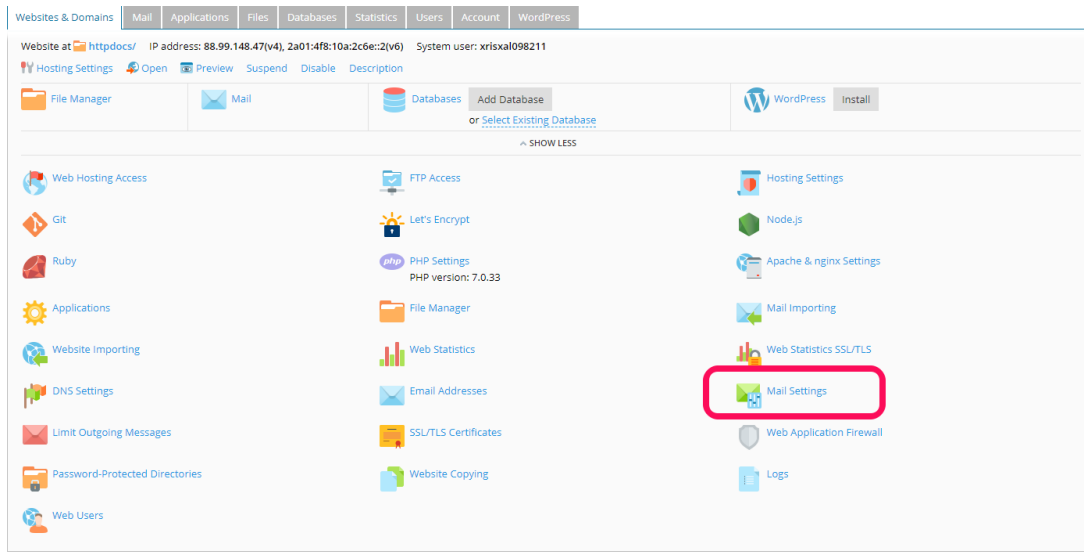 Websites & Domains Mail Applications Files Databases Statistics Users Account WordPress
Website at httpdocs/ IP address: 88.99.148.47(v4), 2a01:4f8:10a:2c6e::2(v6) System user: xrisxal098211
Hosting Settings Open Preview Suspend Disable Description
File Manager Mail Databases Add Database WordPress Install
or Select Existing Database
SHOW LESS
Web Hosting Access FTP Access Hosting Settings
Git Let's Encrypt Node.js
Ruby PHP Settings Apache & nginx Settings
php
PHP version: 7.0.33
Applications File Manager Mail Importing
Website Importing Web Statistics Web Statistics SSL/TLS
DNS Settings Email Addresses Mail Settings
Limit Outgoing Messages SSL/TLS Certificates Web Application Firewall
Password-Protected Directories Website Copying Logs
Web Users